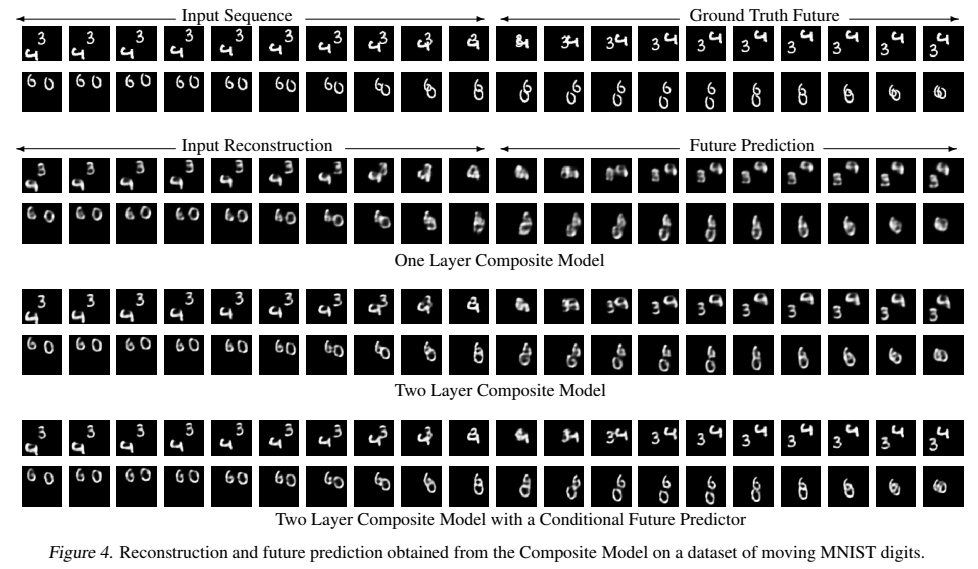 Input Sequence Ground Truth Future
Input Reconstruction Future Prediction
One Layer Composite Model
Two Layer Composite Model
Two Layer Composite Model with a Conditional Future Predictor
Figure 4. Reconstruction and future prediction obtained from the Composite Model on a dataset of moving MNIST digits.